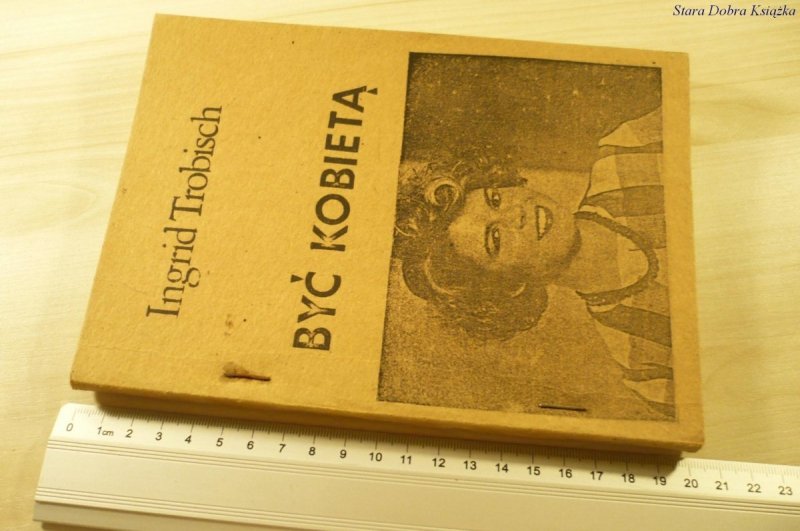 Stara Dobra Książka
Ingrid Trobisch
BYĆ KOBIETĄ
0 1cm 2 3 4 5 6 7 8 9 10 11 12 13 14 15 16 17 18 19 20 21 22 23